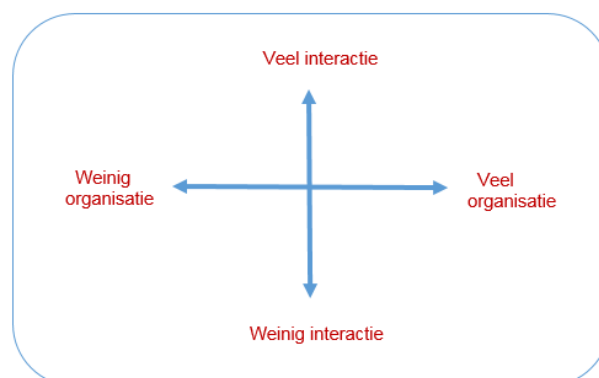 Veel interactie
Weinig
organisatie
Veel
organisatie
Weinig interactie